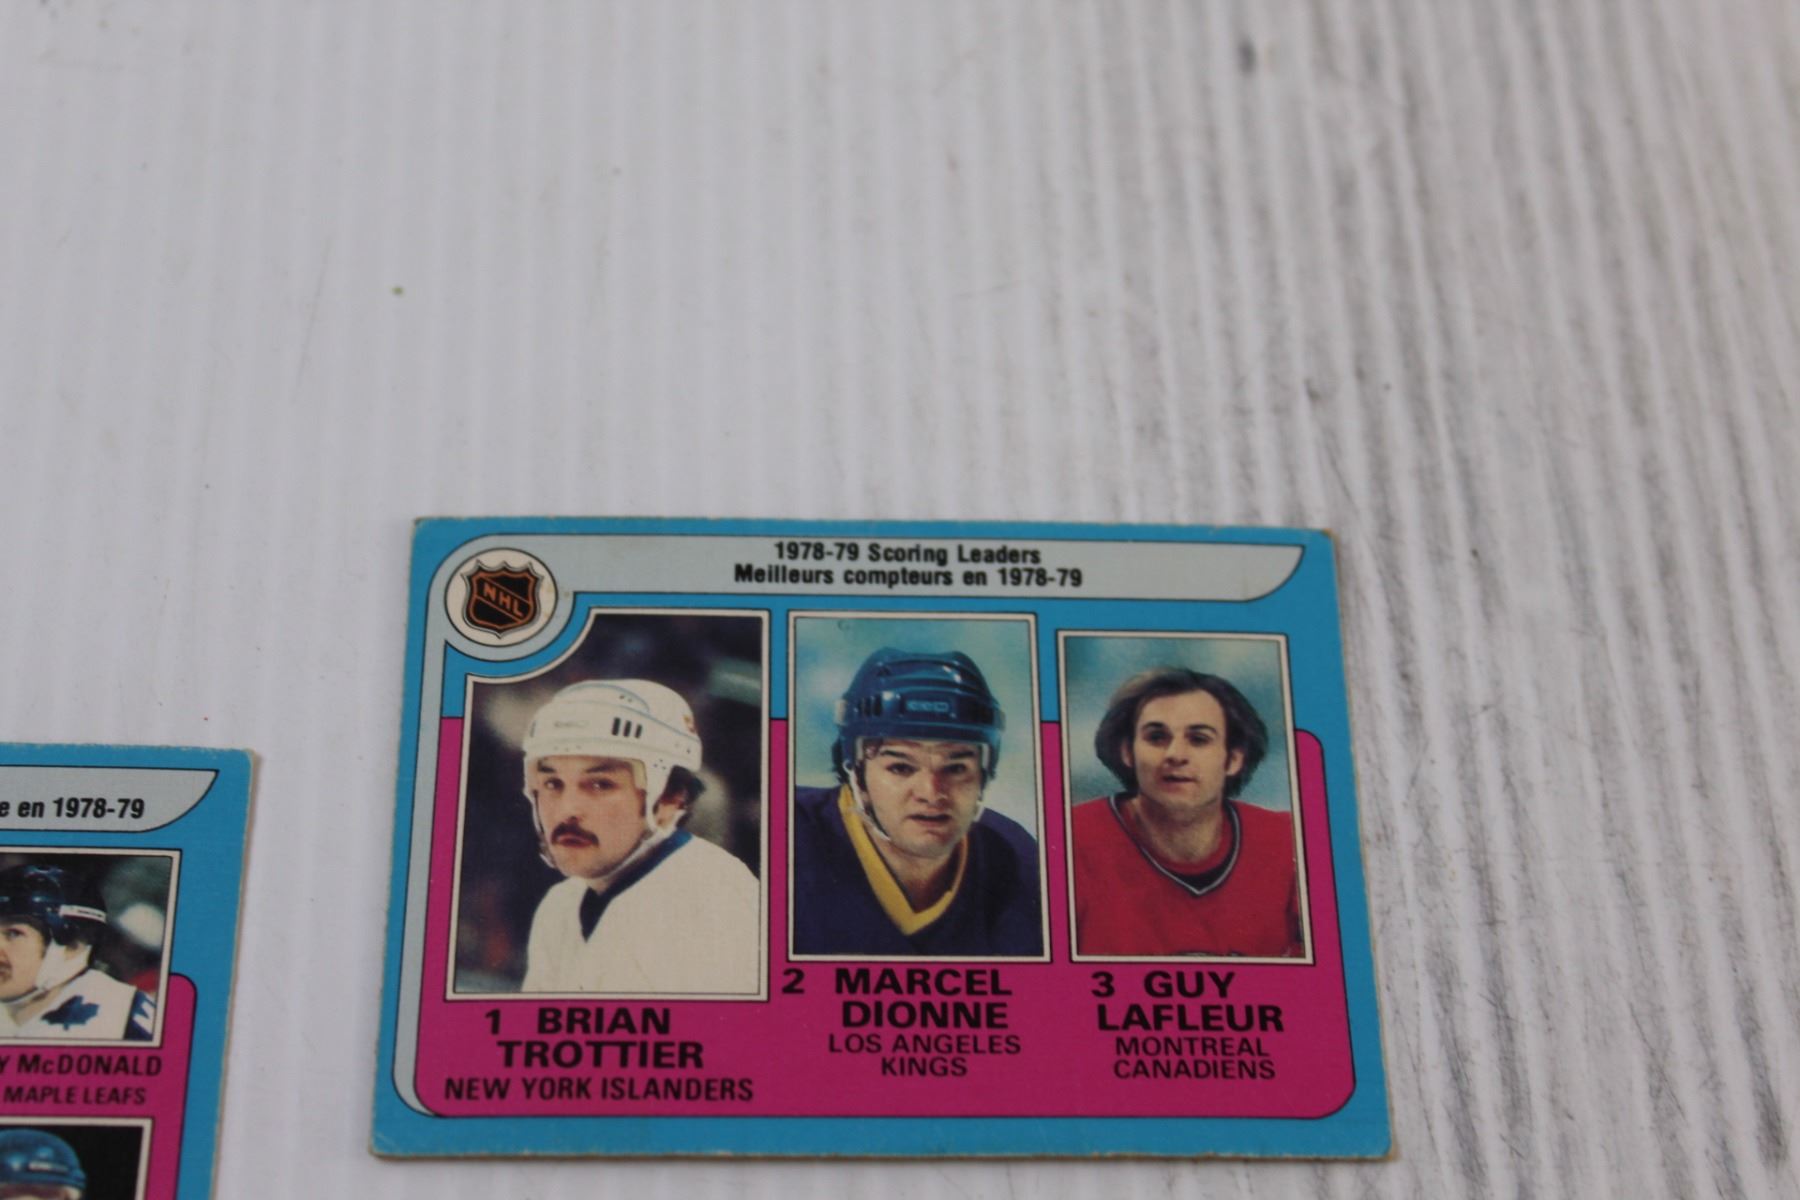 1978-79 Scoring Leaders
Meilleurs compteurs en 1978-79
NHL
1 BRIAN
TROTTIER
NEW YORK ISLANDERS
2 MARCEL
DIONNE
LOS ANGELES
KINGS
3 GUY
LAFLEUR
MONTREAL
CANADIENS
en 1978-79
McDONALD
MAPLE LEAFS